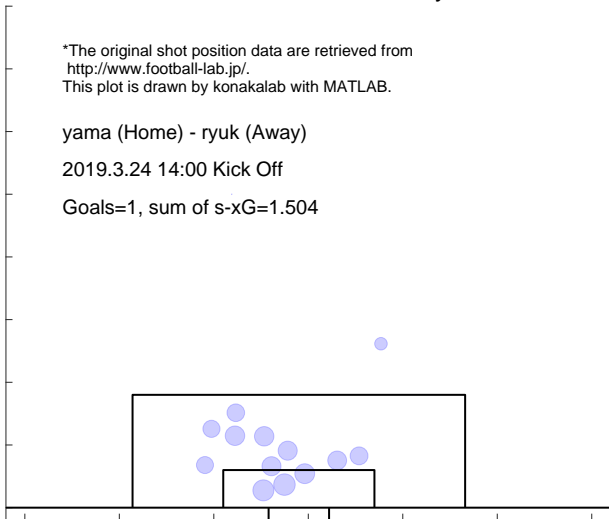 *The original shot position data are retrieved from
http://www.football-lab.jp/.
This plot is drawn by konakalab with MATLAB.
yama (Home) - ryuk (Away)
2019.3.24 14:00 Kick Off
Goals=1, sum of s-xG=1.504